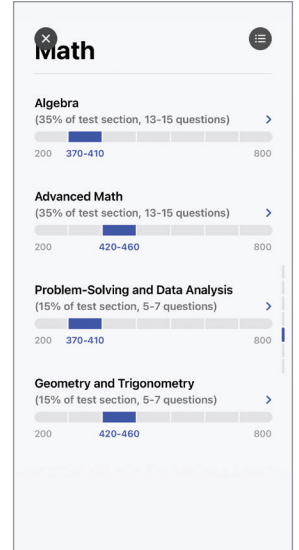 Math
Algebra
(35% of test section, 13-15 questions)
200 370-410 800
Advanced Math
(35% of test section, 13-15 questions)
200 420-460 800
Problem-Solving and Data Analysis
(15% of test section, 5-7 questions)
200 370-410 800
Geometry and Trigonometry
(15% of test section, 5-7 questions)
200 420-460 800